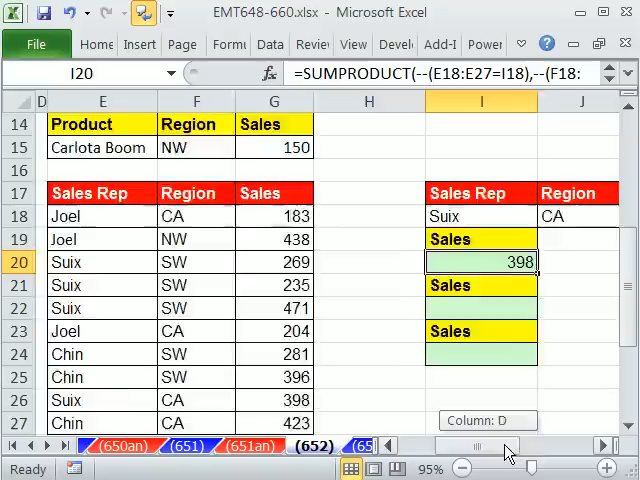 EMT648-660.xlsx - Microsoft Excel
File Home Insert Page Formu Data Review View Develo Add-I Power
I20 fx =SUMPRODUCT(--(E18:E27=I18),--(F18:
D E F G H I J
14 Product Region Sales
15 Carlota Boom NW 150
16
17 Sales Rep Region Sales Sales Rep Region
18 Joel CA 183 Suix CA
19 Joel NW 438 Sales
20 Suix SW 269 398
21 Suix SW 235 Sales
22 Suix SW 471
23 Joel CA 204 Sales
24 Chin SW 281
25 Chin SW 396
26 Suix CA 398 Column: D
27 Chin CA 423
(650an) (651) (651an) (652) (65
Ready 95%